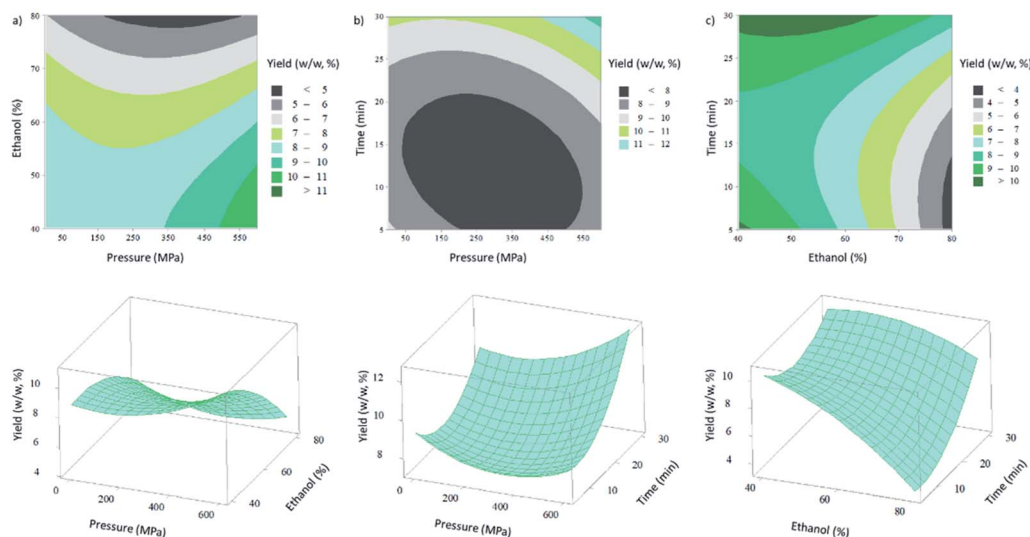 a)
Ethanol (%)
80
70
60
50
40
50
150
250
350
450
550
Pressure (MPa)
Yield (w/w, %)
< 5
5 – 6
6 – 7
7 – 8
8 – 9
9 – 10
10 – 11
> 11
b)
Time (min)
30
25
20
15
10
5
50
150
250
350
450
550
Pressure (MPa)
Yield (w/w, %)
< 8
8 – 9
9 – 10
10 – 11
11 – 12
c)
Time (min)
30
25
20
15
10
5
40
50
60
70
80
Ethanol (%)
Yield (w/w, %)
< 4
4 – 5
5 – 6
6 – 7
7 – 8
8 – 9
9 – 10
> 10
Yield (w/w, %)
10
8
6
4
0
200
400
600
Pressure (MPa)
40
60
80
Ethanol (%)
Yield (w/w, %)
12
10
8
0
200
400
600
Pressure (MPa)
10
20
30
Time (min)
Yield (w/w, %)
10
8
6
4
40
60
80
Ethanol (%)
10
20
30
Time (min)